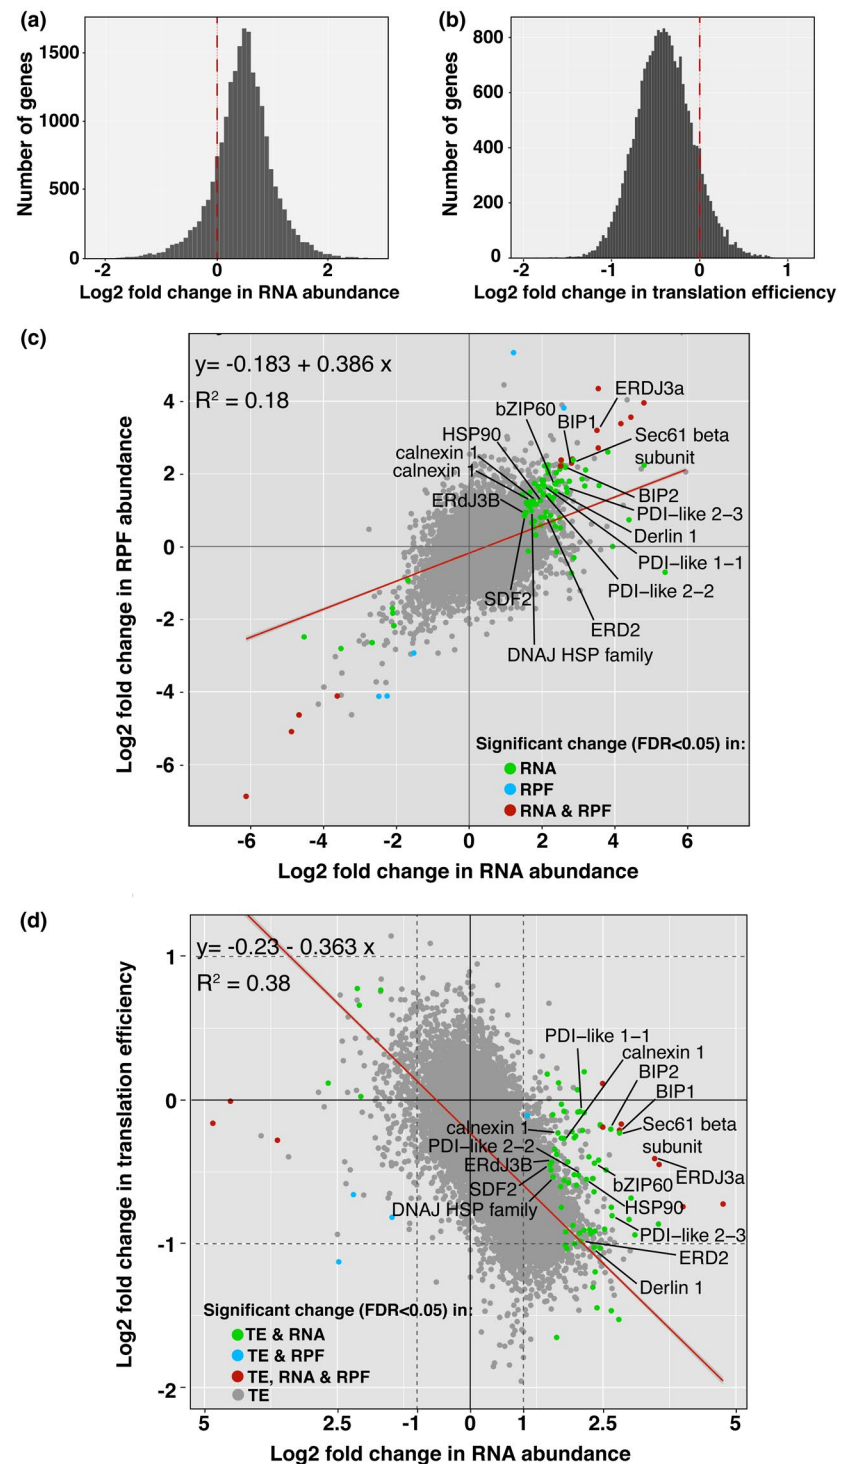 (a)
Number of genes
1500
1000
500
0
-2
0
2
Log2 fold change in RNA abundance
(b)
Number of genes
800
600
400
200
0
-2
-1
0
1
Log2 fold change in translation efficiency
(c)
y= -0.183 + 0.386 x
R2 = 0.18
Log2 fold change in RPF abundance
4
2
0
-2
-4
-6
ERDJ3a
bZIP60
BIP1
HSP90
Sec61 beta
subunit
calnexin 1
calnexin 1
BIP2
ERdJ3B
PDI–like 2–3
Derlin 1
PDI–like 1–1
PDI–like 2–2
SDF2
ERD2
DNAJ HSP family
Significant change (FDR<0.05) in:
RNA
RPF
RNA & RPF
-6
-4
-2
0
2
4
6
Log2 fold change in RNA abundance
(d)
y= -0.23 - 0.363 x
R2 = 0.38
Log2 fold change in translation efficiency
1
0
-1
-2
PDI–like 1–1
calnexin 1
BIP2
BIP1
calnexin 1
Sec61 beta
subunit
PDI–like 2–2
ERdJ3B
ERDJ3a
bZIP60
SDF2
HSP90
DNAJ HSP family
PDI–like 2–3
ERD2
Derlin 1
Significant change (FDR<0.05) in:
TE & RNA
TE & RPF
TE, RNA & RPF
TE
5
2.5
-1
0
1
2.5
5
Log2 fold change in RNA abundance